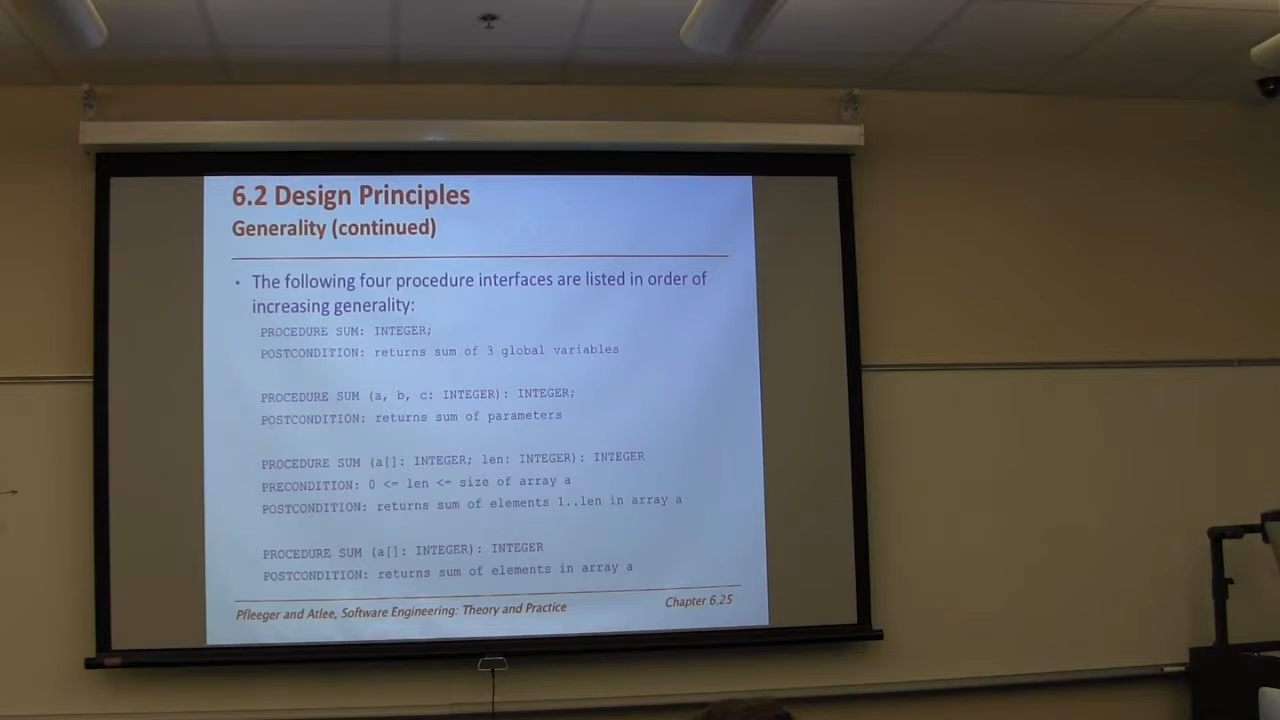 6.2 Design Principles
Generality (continued)
• The following four procedure interfaces are listed in order of
increasing generality:
PROCEDURE SUM: INTEGER;
POSTCONDITION: returns sum of 3 global variables
PROCEDURE SUM (a, b, c: INTEGER): INTEGER;
POSTCONDITION: returns sum of parameters
PROCEDURE SUM (a[]: INTEGER; len: INTEGER): INTEGER
PRECONDITION: 0 <= len <= size of array a
POSTCONDITION: returns sum of elements 1..len in array a
PROCEDURE SUM (a[]: INTEGER): INTEGER
POSTCONDITION: returns sum of elements in array a
Pfleeger and Atlee, Software Engineering: Theory and Practice
Chapter 6.25